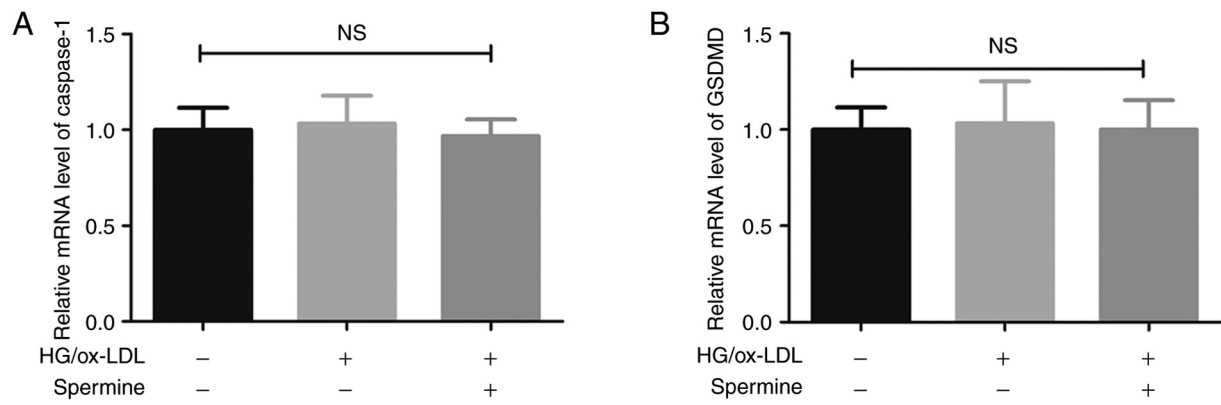 A
Relative mRNA level of caspase-1
1.5
1.0
0.5
0.0
NS
HG/ox-LDL − + +
Spermine − − +
B
Relative mRNA level of GSDMD
1.5
1.0
0.5
0.0
NS
HG/ox-LDL − + +
Spermine − − +